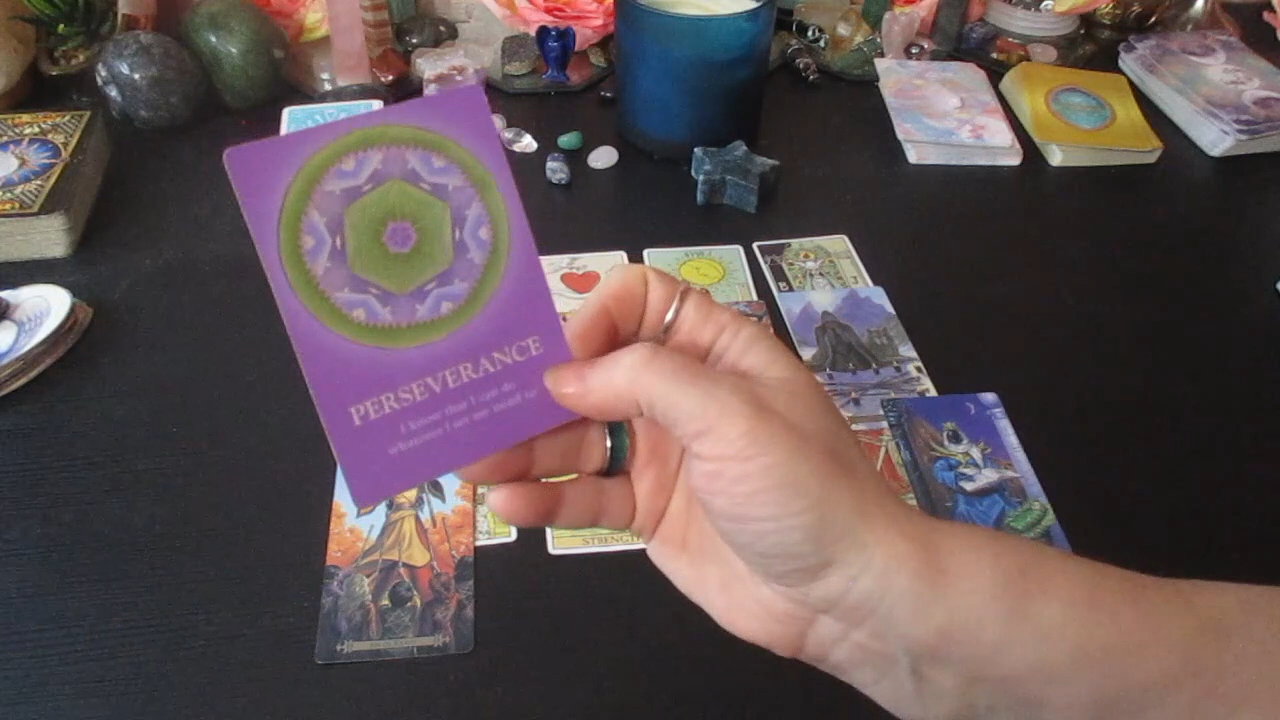 PERSEVERANCE
I know that I can do
whatever I set my mind to
STRENGTH